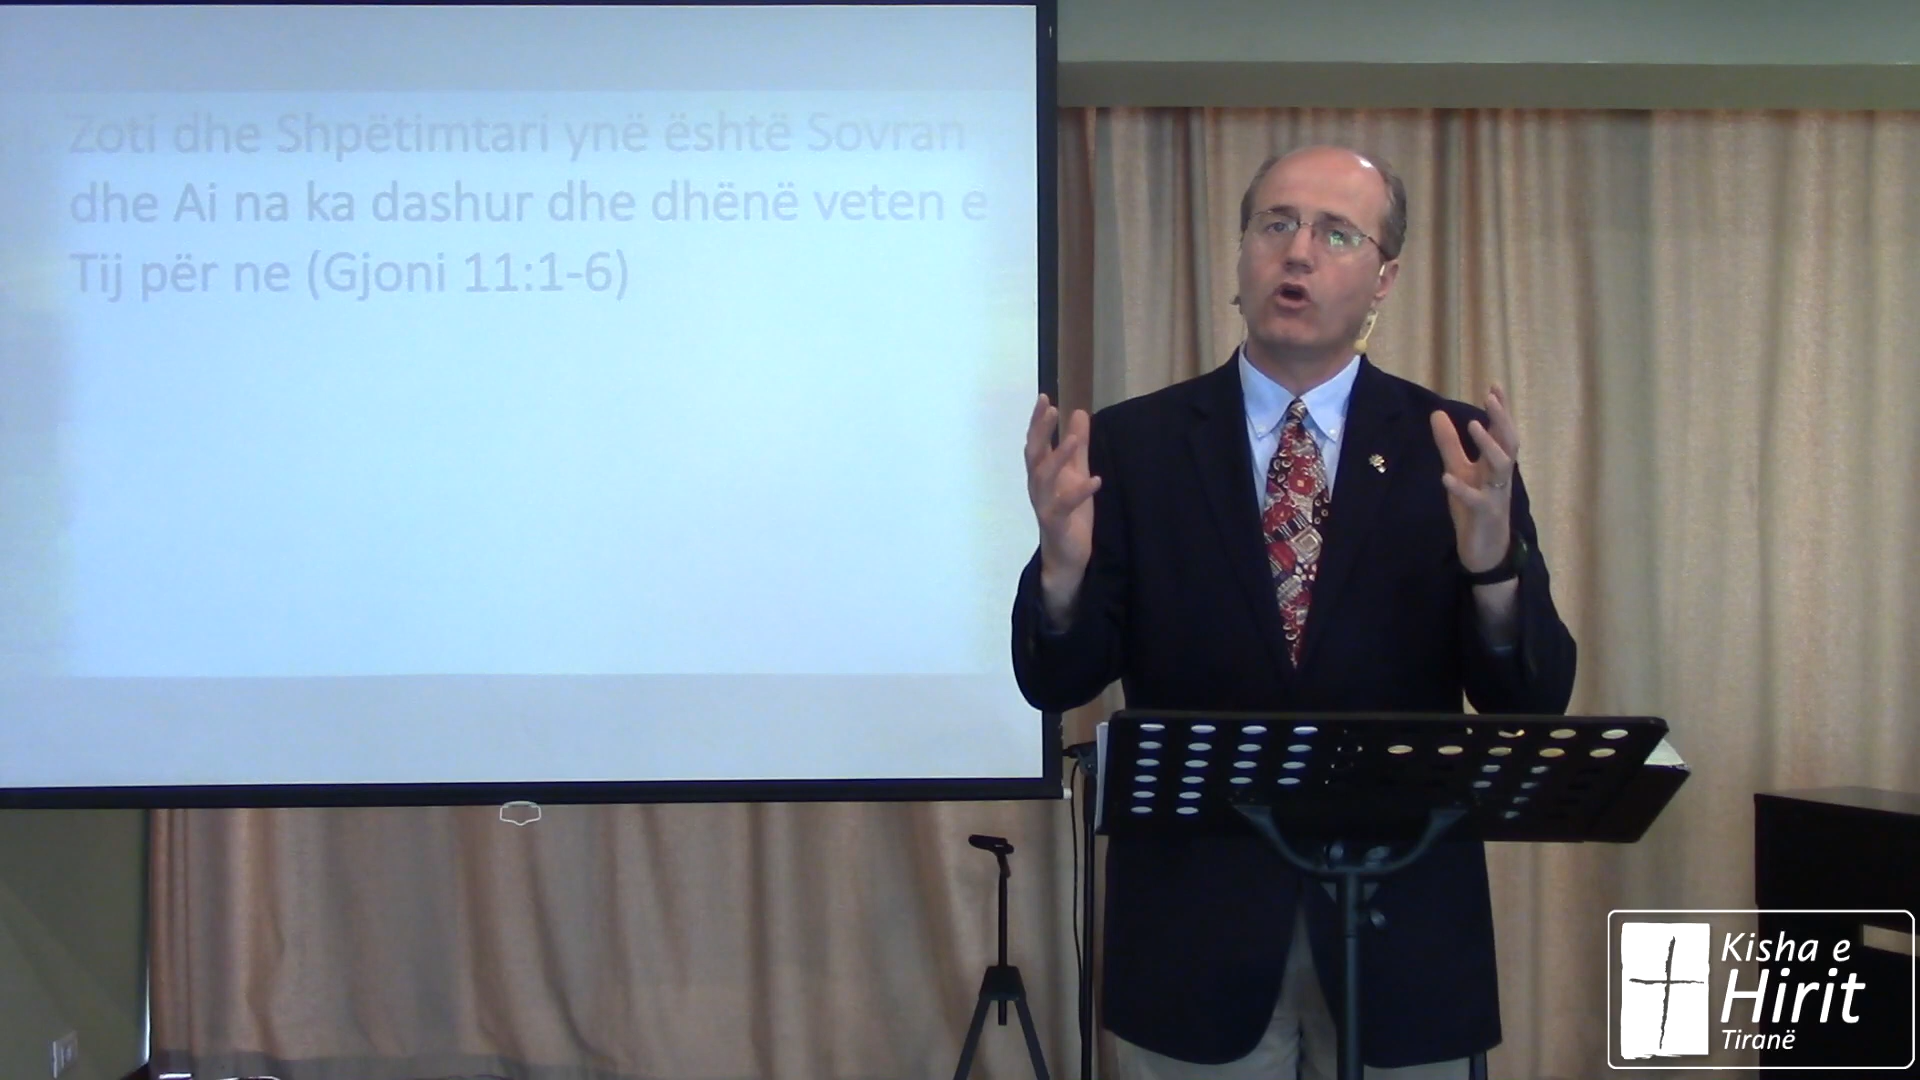 Zoti dhe Shpëtimtari ynë është Sovran
dhe Ai na ka dashur dhe dhënë veten e
Tij për ne (Gjoni 11:1-6)
Kisha e
Hirit
Tiranë